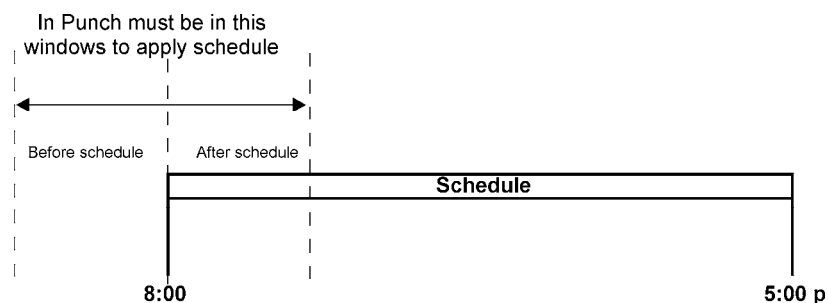 In Punch must be in this
windows to apply schedule
Before schedule
After schedule
Schedule
8:00
5:00 p